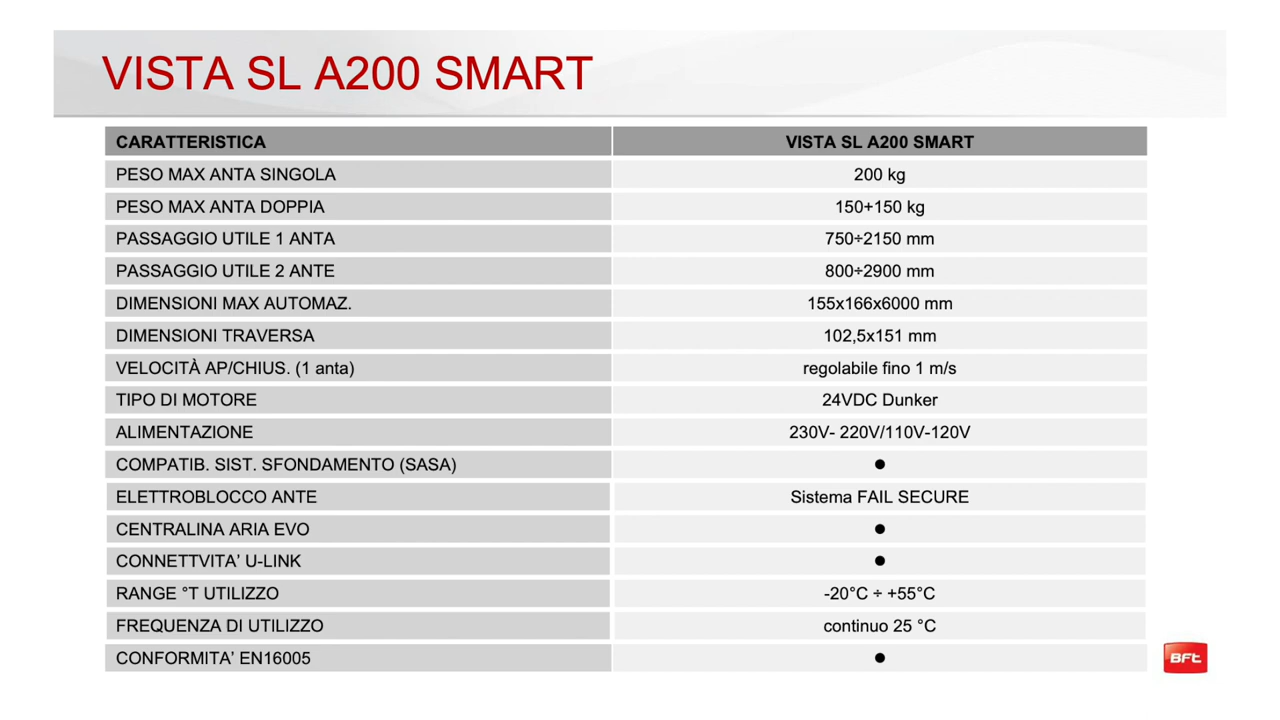 VISTA SL A200 SMART
CARATTERISTICA VISTA SL A200 SMART
PESO MAX ANTA SINGOLA 200 kg
PESO MAX ANTA DOPPIA 150+150 kg
PASSAGGIO UTILE 1 ANTA 750÷2150 mm
PASSAGGIO UTILE 2 ANTE 800÷2900 mm
DIMENSIONI MAX AUTOMAZ. 155x166x6000 mm
DIMENSIONI TRAVERSA 102,5x151 mm
VELOCITÀ AP/CHIUS. (1 anta) regolabile fino 1 m/s
TIPO DI MOTORE 24VDC Dunker
ALIMENTAZIONE 230V- 220V/110V-120V
COMPATIB. SIST. SFONDAMENTO (SASA) ●
ELETTROBLOCCO ANTE Sistema FAIL SECURE
CENTRALINA ARIA EVO ●
CONNETTVITA’ U-LINK ●
RANGE °T UTILIZZO -20°C ÷ +55°C
FREQUENZA DI UTILIZZO continuo 25 °C
CONFORMITA’ EN16005 ●
BFt